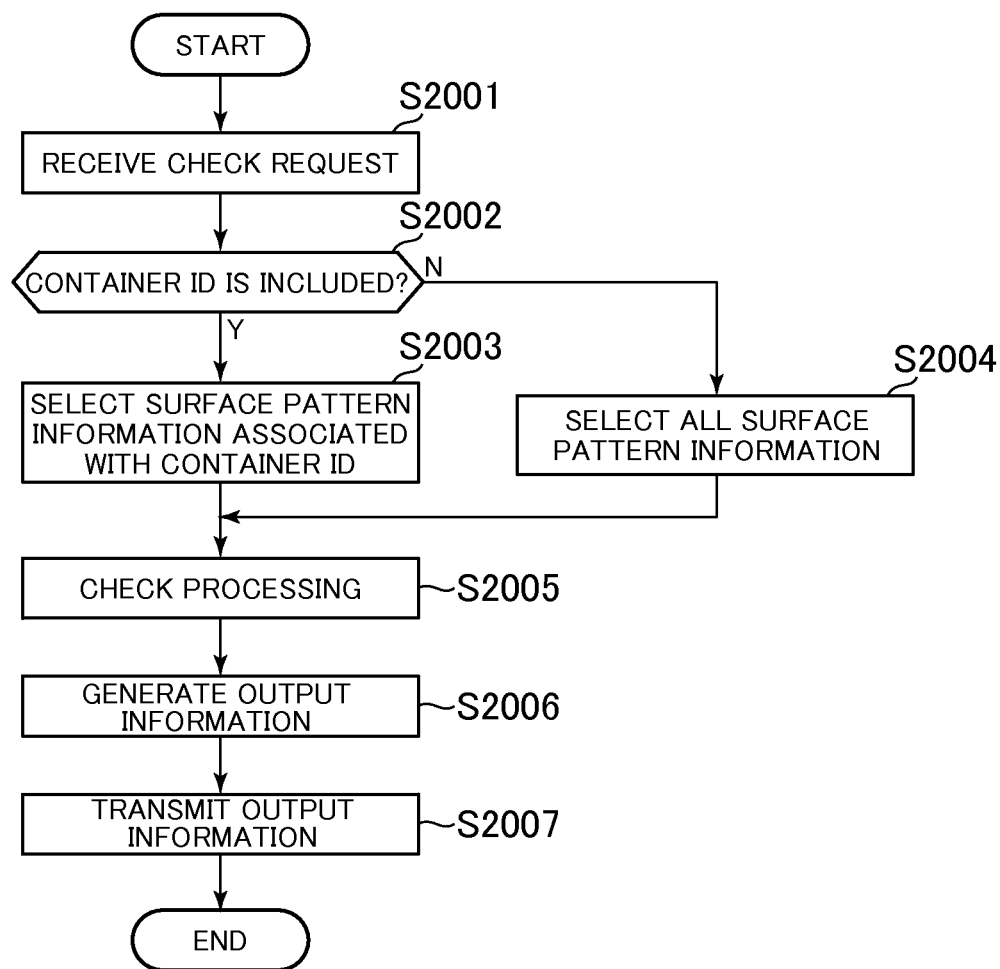 START
S2001
RECEIVE CHECK REQUEST
S2002
CONTAINER ID IS INCLUDED?
N
Y
S2003
SELECT SURFACE PATTERN
INFORMATION ASSOCIATED
WITH CONTAINER ID
S2004
SELECT ALL SURFACE
PATTERN INFORMATION
CHECK PROCESSING
S2005
GENERATE OUTPUT
INFORMATION
S2006
TRANSMIT OUTPUT
INFORMATION
S2007
END